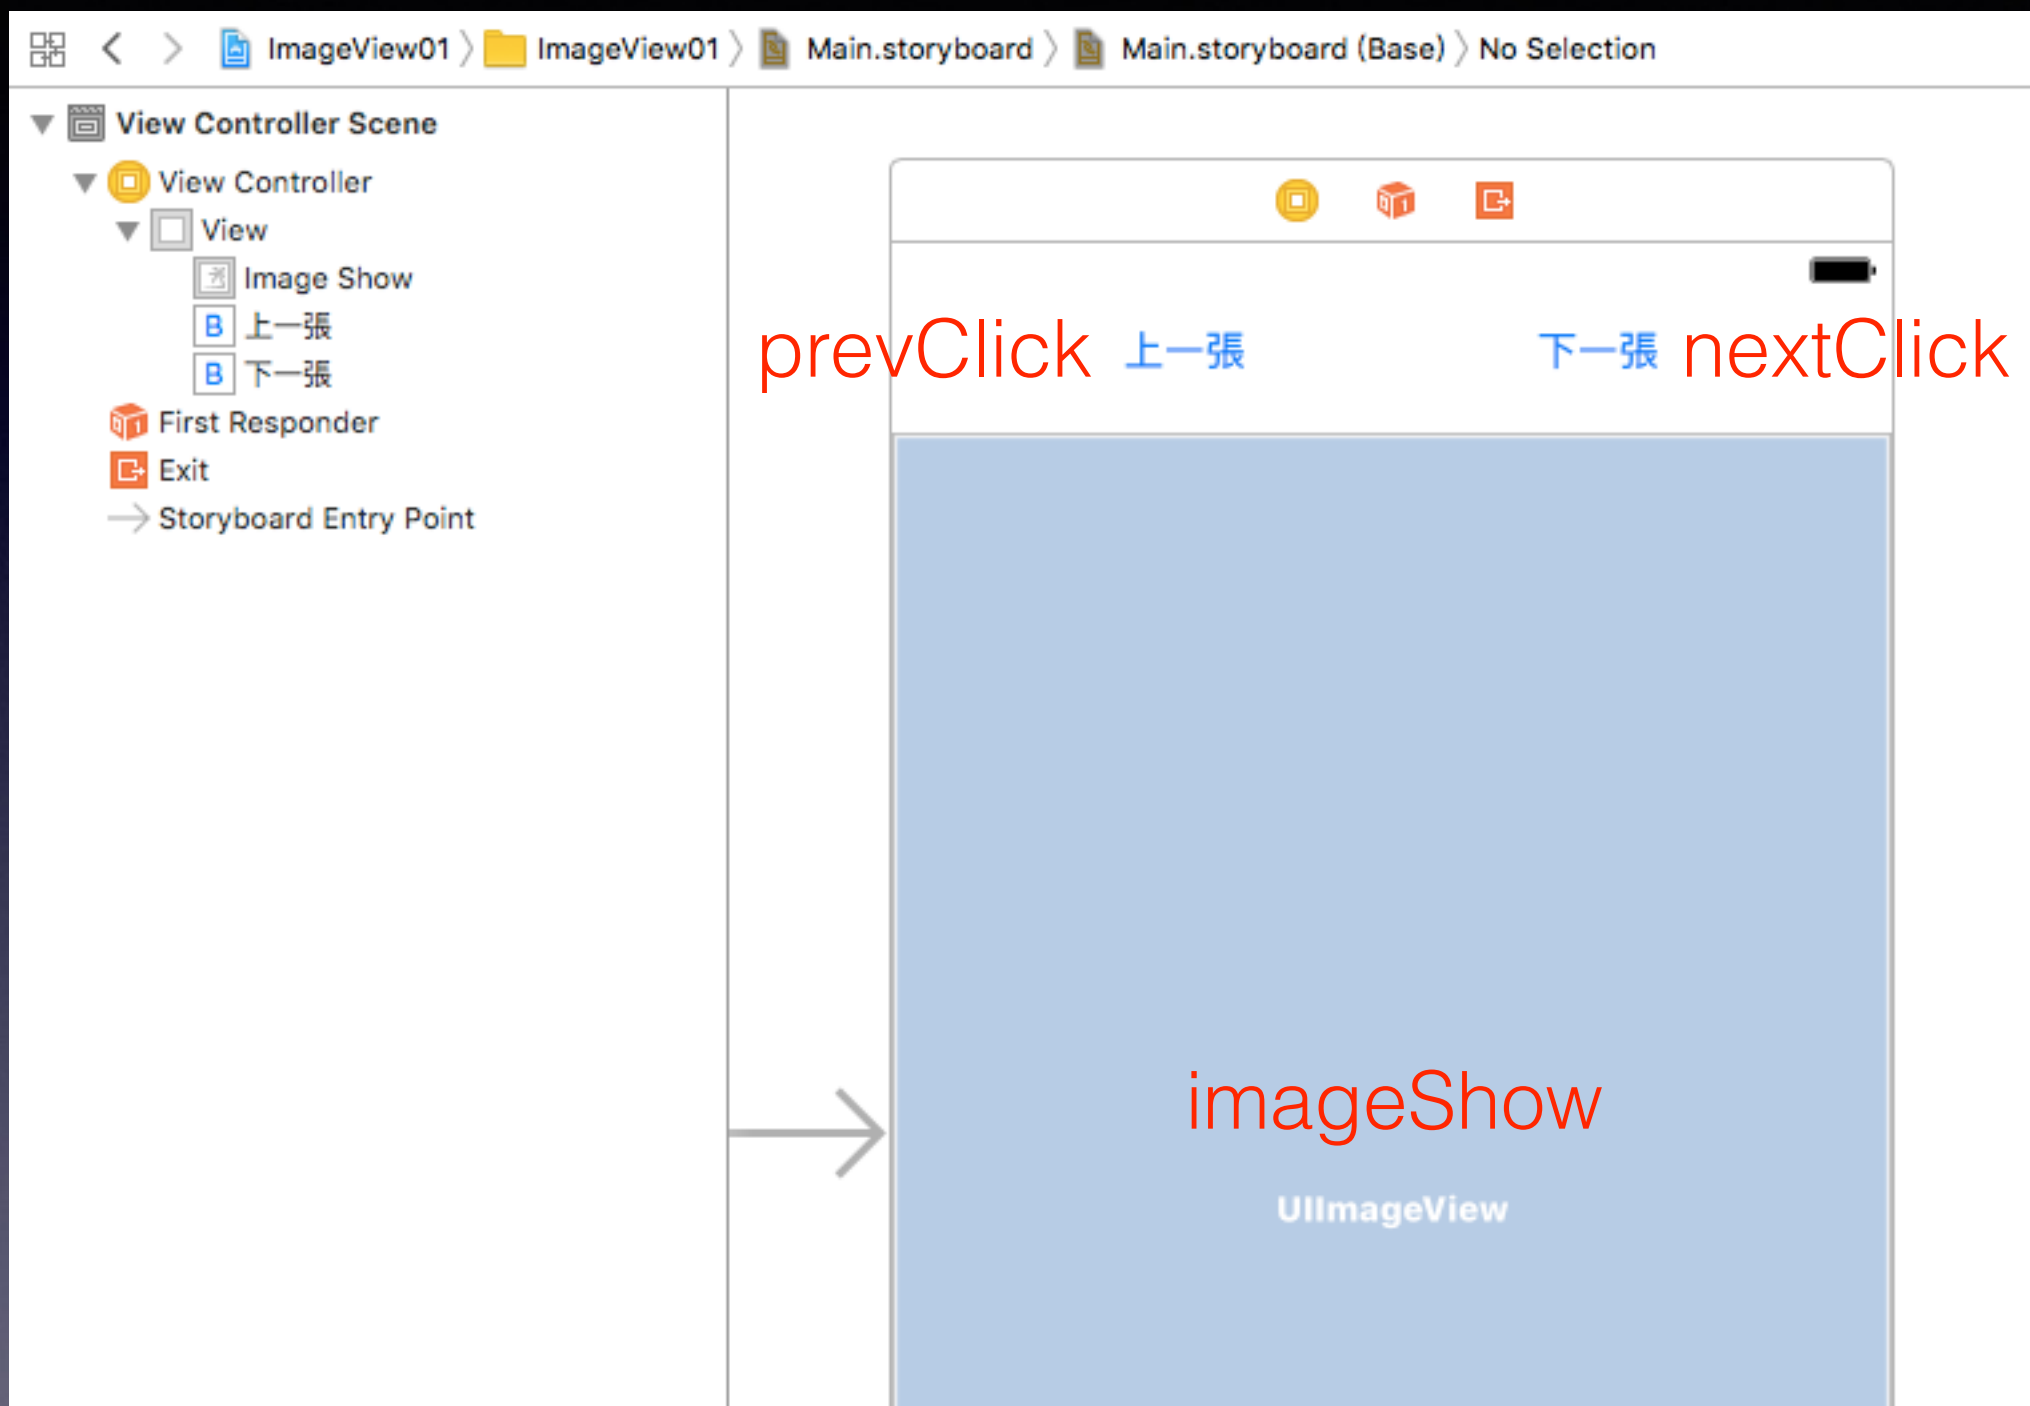 ImageView01 〉 ImageView01 〉 Main.storyboard 〉 Main.storyboard (Base) 〉 No Selection
View Controller Scene
View Controller
View
Image Show
B 上一張
B 下一張
First Responder
Exit
Storyboard Entry Point
prevClick 上一張 下一張 nextClick
imageShow
UIImageView